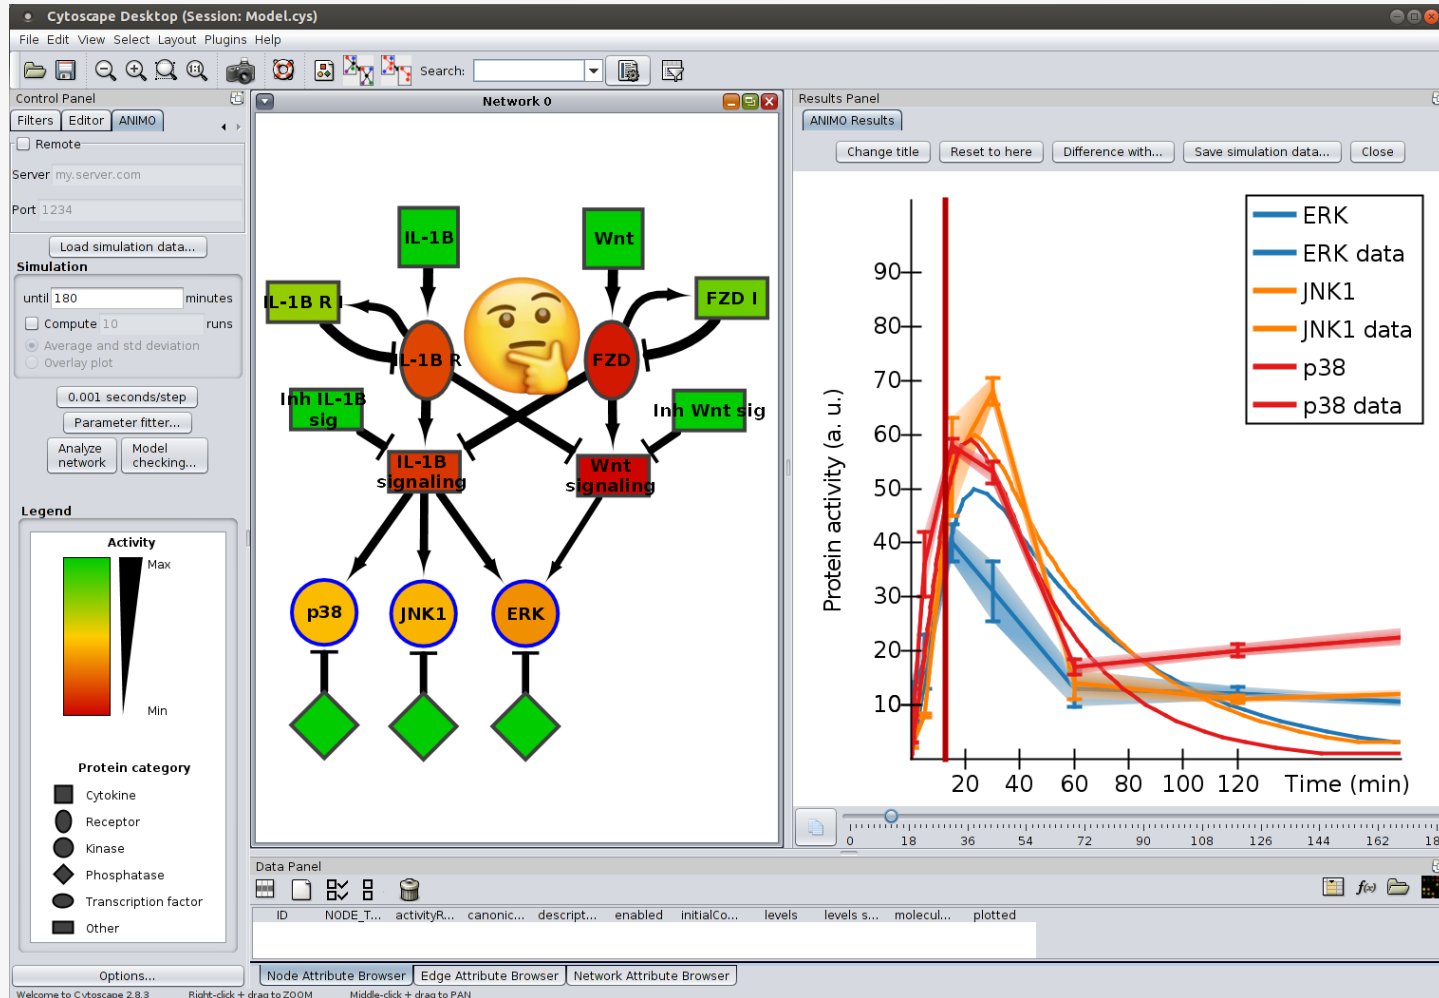 Cytoscape Desktop (Session: Model.cys)
File Edit View Select Layout Plugins Help
Search:
Control Panel
Filters Editor ANIMO
Remote
Server my.server.com
Port 1234
Load simulation data...
Simulation
until 180 minutes
Compute 10 runs
Average and std deviation
Overlay plot
0.001 seconds/step
Parameter fitter...
Analyze network
Model checking...
Legend
Activity
Max
Min
Protein category
Cytokine
Receptor
Kinase
Phosphatase
Transcription factor
Other
Options...
Network 0
IL-1B
Wnt
IL-1B R I
FZD I
IL-1B R
FZD
Inh IL-1B
sig
Inh Wnt sig
IL-1B
signaling
Wnt
signaling
p38
JNK1
ERK
Results Panel
ANIMO Results
Change title
Reset to here
Difference with...
Save simulation data...
Close
ERK
ERK data
JNK1
JNK1 data
p38
p38 data
Protein activity (a. u.)
90
80
70
60
50
40
30
20
10
20 40 60 80 100 120 Time (min)
0 18 36 54 72 90 108 126 144 162 18
Data Panel
f(x)
ID NODE_T... activityR... canonic... descript... enabled initialCo... levels levels s... molecul... plotted
Node Attribute Browser Edge Attribute Browser Network Attribute Browser
Welcome to Cytoscape 2.8.3 Right-click + drag to ZOOM Middle-click + drag to PAN